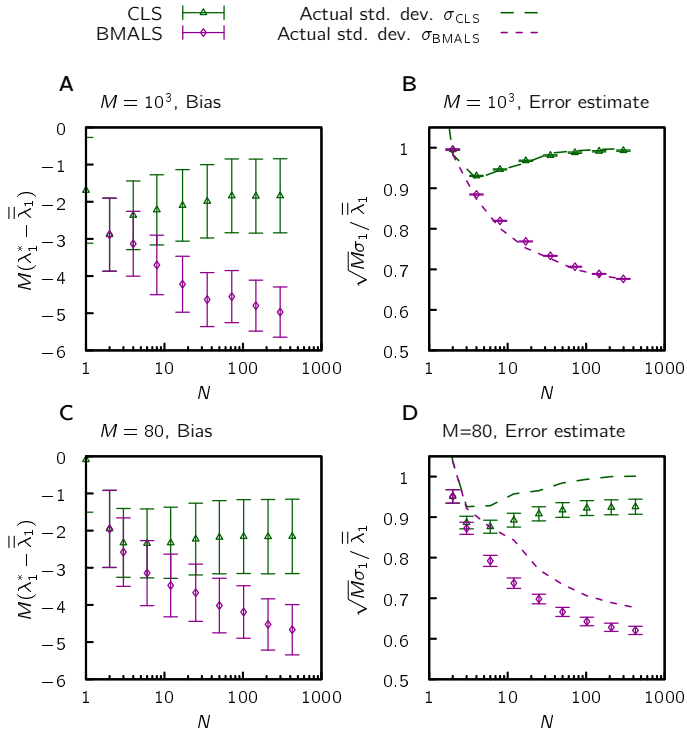 CLS
BMALS
Actual std. dev. σCLS
Actual std. dev. σBMALS
A
M = 10³, Bias
0
−1
−2
−3
−4
−5
−6
M(λ₁* − λ̿₁)
1
10
100
1000
N
B
M = 10³, Error estimate
1
0.9
0.8
0.7
0.6
0.5
√Mσ₁/ λ̿₁
1
10
100
1000
N
C
M = 80, Bias
0
−1
−2
−3
−4
−5
−6
M(λ₁* − λ̿₁)
1
10
100
1000
N
D
M=80, Error estimate
1
0.9
0.8
0.7
0.6
0.5
√Mσ₁/ λ̿₁
1
10
100
1000
N